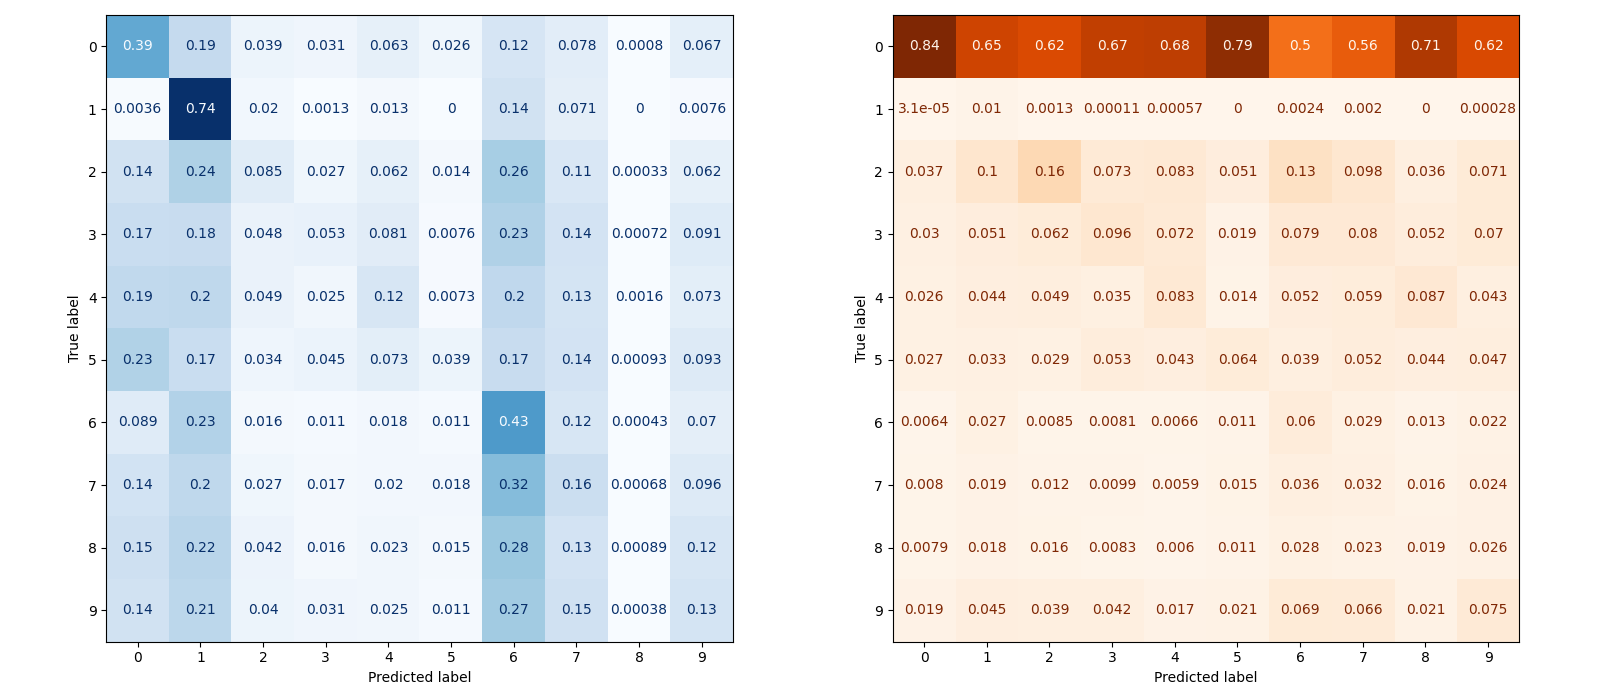 0 0.39 0.19 0.039 0.031 0.063 0.026 0.12 0.078 0.0008 0.067
1 0.0036 0.74 0.02 0.0013 0.013 0 0.14 0.071 0 0.0076
2 0.14 0.24 0.085 0.027 0.062 0.014 0.26 0.11 0.00033 0.062
3 0.17 0.18 0.048 0.053 0.081 0.0076 0.23 0.14 0.00072 0.091
4 0.19 0.2 0.049 0.025 0.12 0.0073 0.2 0.13 0.0016 0.073
True label
5 0.23 0.17 0.034 0.045 0.073 0.039 0.17 0.14 0.00093 0.093
6 0.089 0.23 0.016 0.011 0.018 0.011 0.43 0.12 0.00043 0.07
7 0.14 0.2 0.027 0.017 0.02 0.018 0.32 0.16 0.00068 0.096
8 0.15 0.22 0.042 0.016 0.023 0.015 0.28 0.13 0.00089 0.12
9 0.14 0.21 0.04 0.031 0.025 0.011 0.27 0.15 0.00038 0.13
0 1 2 3 4 5 6 7 8 9
Predicted label
0 0.84 0.65 0.62 0.67 0.68 0.79 0.5 0.56 0.71 0.62
1 3.1e-05 0.01 0.0013 0.00011 0.00057 0 0.0024 0.002 0 0.00028
2 0.037 0.1 0.16 0.073 0.083 0.051 0.13 0.098 0.036 0.071
3 0.03 0.051 0.062 0.096 0.072 0.019 0.079 0.08 0.052 0.07
4 0.026 0.044 0.049 0.035 0.083 0.014 0.052 0.059 0.087 0.043
True label
5 0.027 0.033 0.029 0.053 0.043 0.064 0.039 0.052 0.044 0.047
6 0.0064 0.027 0.0085 0.0081 0.0066 0.011 0.06 0.029 0.013 0.022
7 0.008 0.019 0.012 0.0099 0.0059 0.015 0.036 0.032 0.016 0.024
8 0.0079 0.018 0.016 0.0083 0.006 0.011 0.028 0.023 0.019 0.026
9 0.019 0.045 0.039 0.042 0.017 0.021 0.069 0.066 0.021 0.075
0 1 2 3 4 5 6 7 8 9
Predicted label